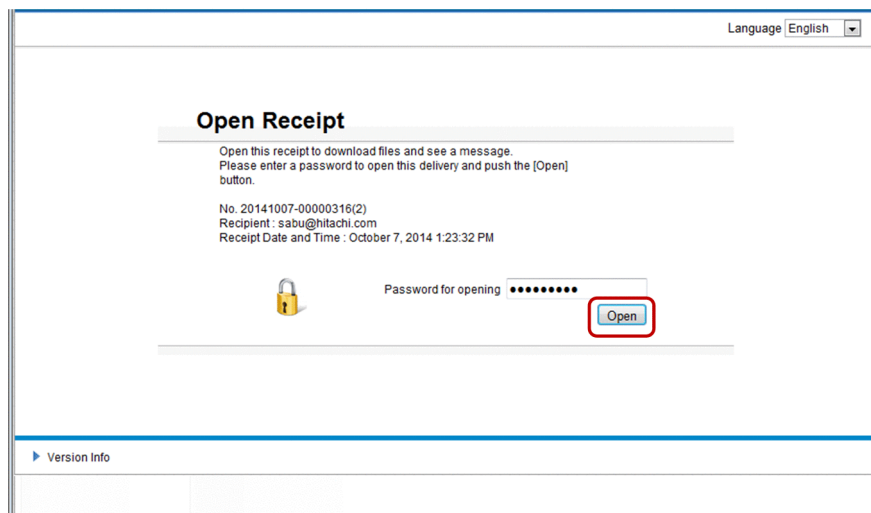 Language English
Open Receipt
Open this receipt to download files and see a message.
Please enter a password to open this delivery and push the [Open]
button.
No. 20141007-00000316(2)
Recipient : sabu@hitachi.com
Receipt Date and Time : October 7, 2014 1:23:32 PM
Password for opening •••••••••
Open
Version Info